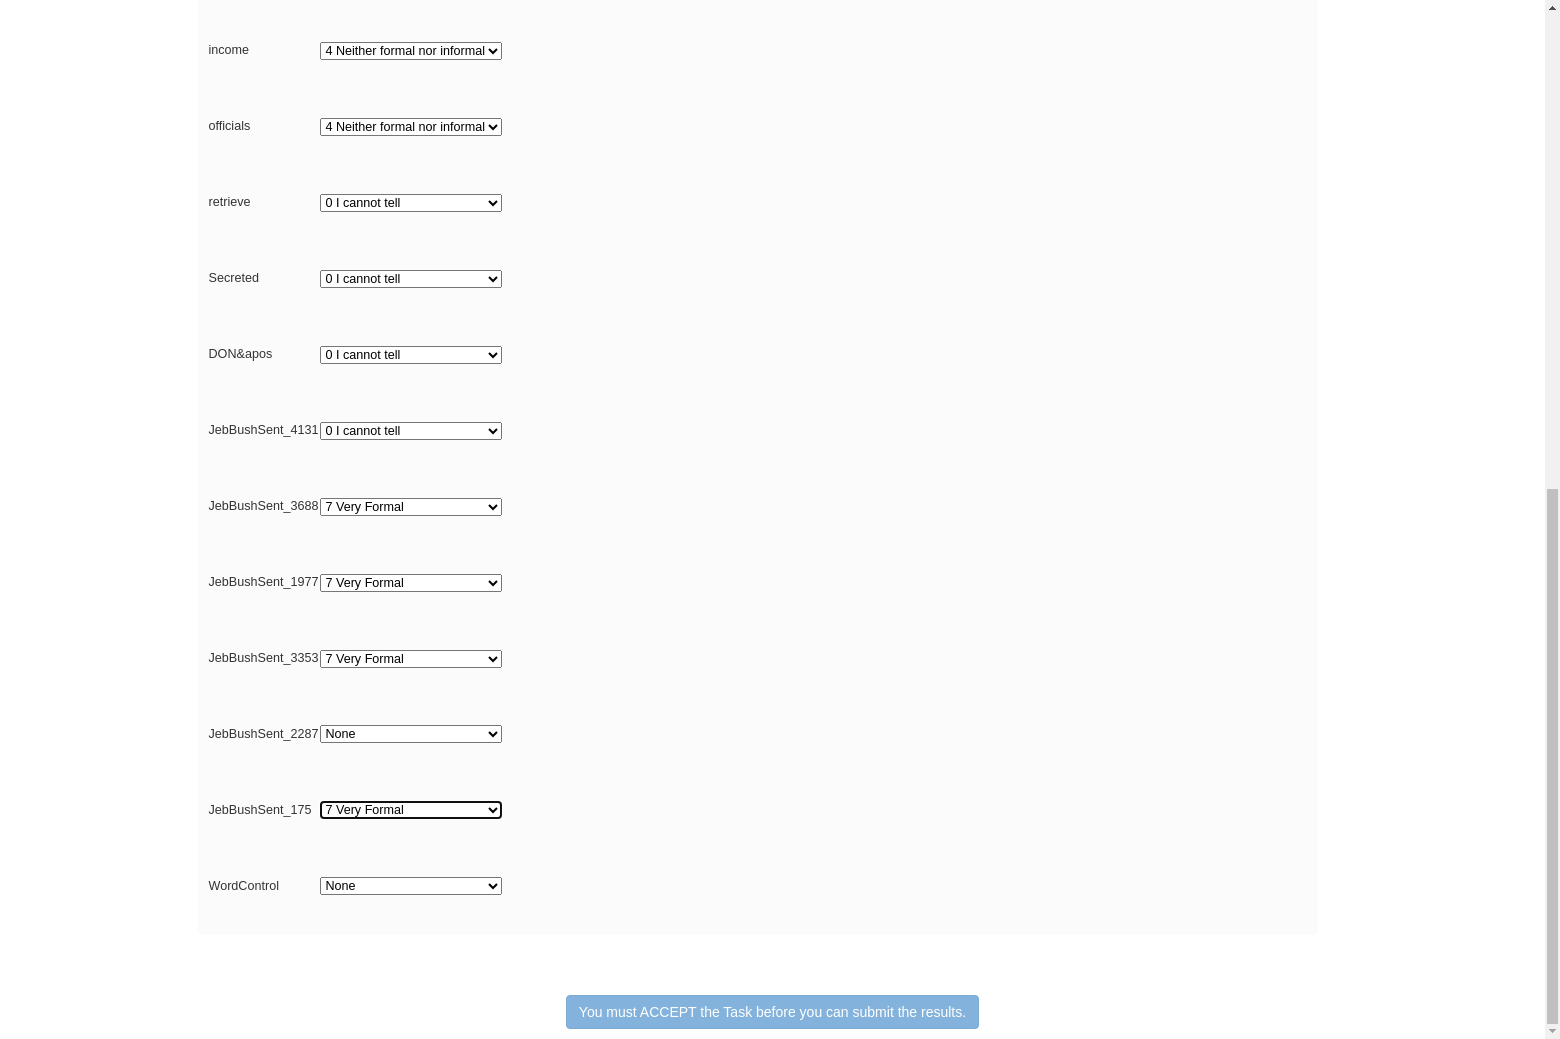 income 4 Neither formal nor informal
officials 4 Neither formal nor informal
retrieve 0 I cannot tell
Secreted 0 I cannot tell
DON&apos 0 I cannot tell
JebBushSent_4131 0 I cannot tell
JebBushSent_3688 7 Very Formal
JebBushSent_1977 7 Very Formal
JebBushSent_3353 7 Very Formal
JebBushSent_2287 None
JebBushSent_175 7 Very Formal
WordControl None
You must ACCEPT the Task before you can submit the results.